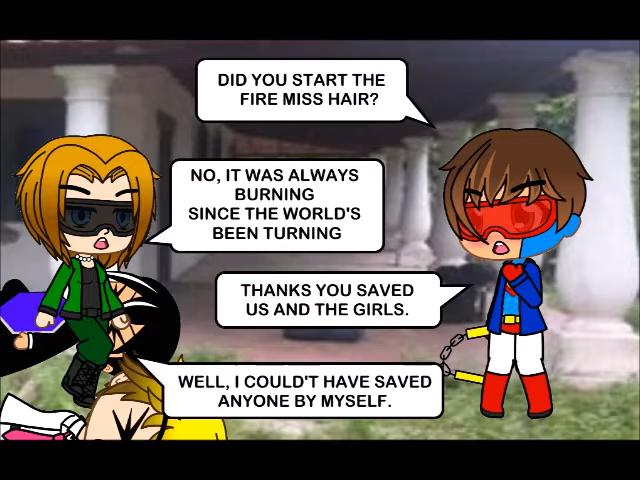 DID YOU START THE
FIRE MISS HAIR?
NO, IT WAS ALWAYS
BURNING
SINCE THE WORLD'S
BEEN TURNING
THANKS YOU SAVED
US AND THE GIRLS.
WELL, I COULD'T HAVE SAVED
ANYONE BY MYSELF.